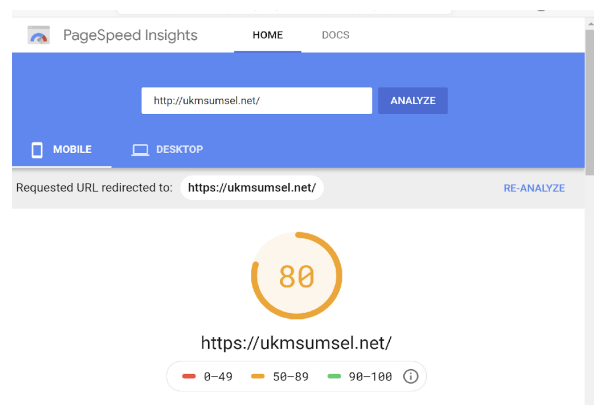 PageSpeed Insights HOME DOCS
http://ukmsumsel.net/ ANALYZE
MOBILE DESKTOP
Requested URL redirected to: https://ukmsumsel.net/ RE-ANALYZE
80
https://ukmsumsel.net/
0–49 50–89 90–100